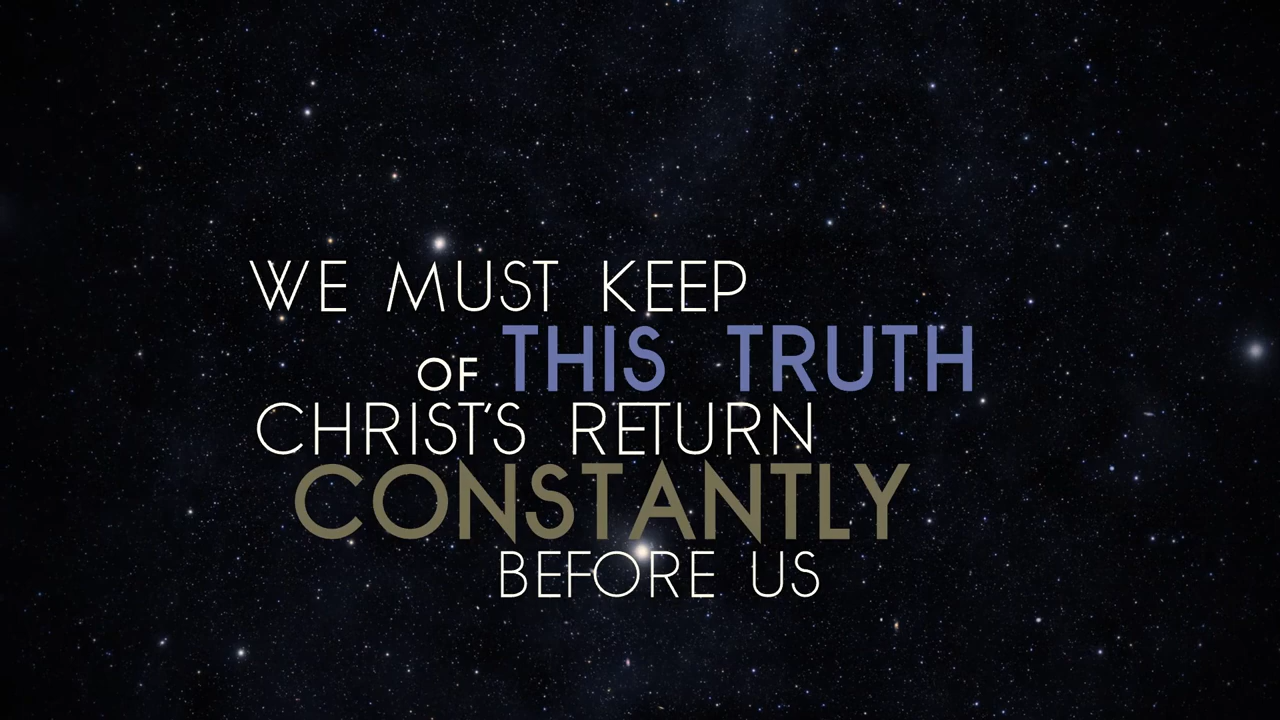 WE MUST KEEP
OF THIS TRUTH
CHRIST'S RETURN
CONSTANTLY
BEFORE US